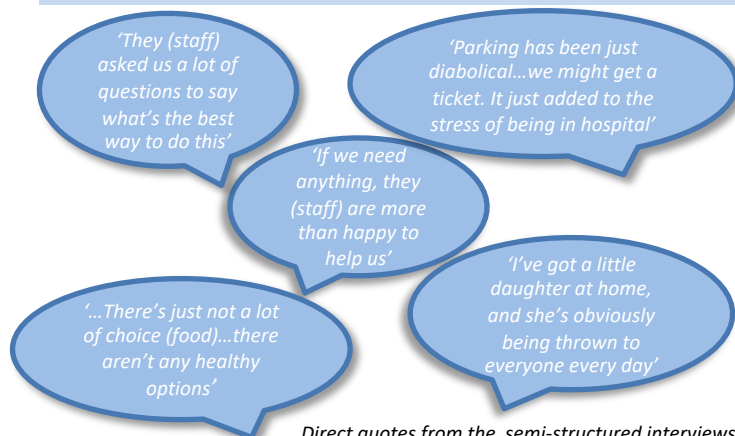 ‘They (staff)
asked us a lot of
questions to say
what’s the best
way to do this’
‘Parking has been just
diabolical…we might get a
ticket. It just added to the
stress of being in hospital’
‘If we need
anything, they
(staff) are more
than happy to
help us’
‘…There’s just not a lot
of choice (food)…there
aren’t any healthy
options’
‘I’ve got a little
daughter at home,
and she’s obviously
being thrown to
everyone every day’
Direct quotes from the semi-structured interviews